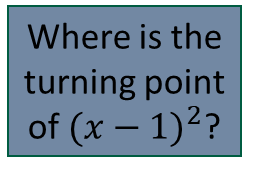 Where is the
turning point
of (𝑥 − 1)²?